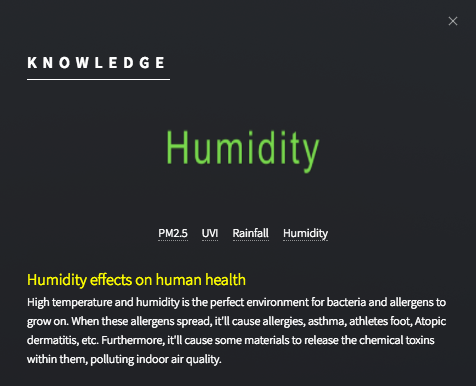 KNOWLEDGE
Humidity
PM2.5 UVI Rainfall Humidity
Humidity effects on human health
High temperature and humidity is the perfect environment for bacteria and allergens to
grow on. When these allergens spread, it'll cause allergies, asthma, athletes foot, Atopic
dermatitis, etc. Furthermore, it'll cause some materials to release the chemical toxins
within them, polluting indoor air quality.